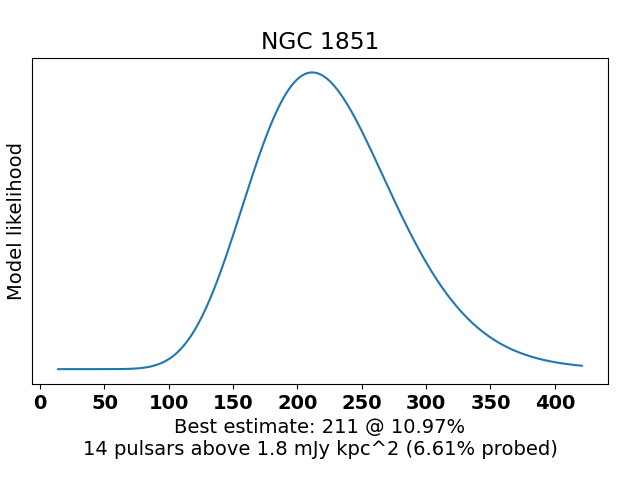 NGC 1851
Model likelihood
0 50 100 150 200 250 300 350 400
Best estimate: 211 @ 10.97%
14 pulsars above 1.8 mJy kpc^2 (6.61% probed)